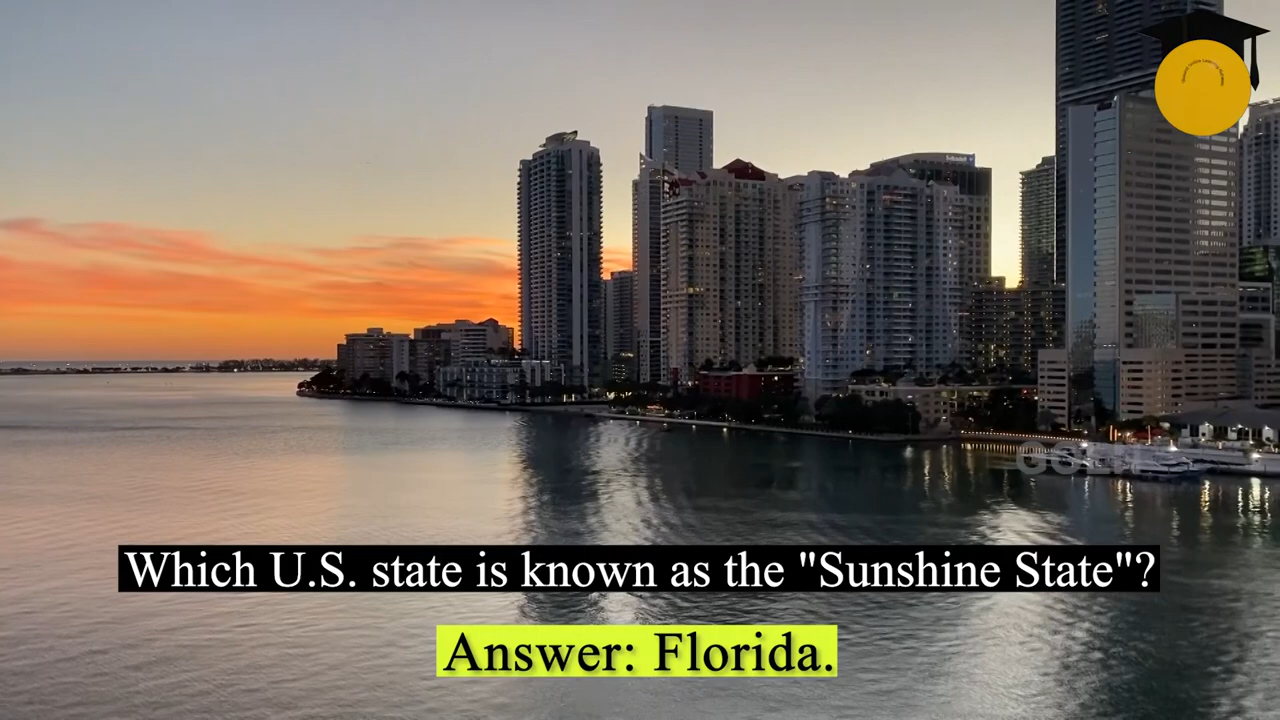 Which U.S. state is known as the "Sunshine State"?
Answer: Florida.